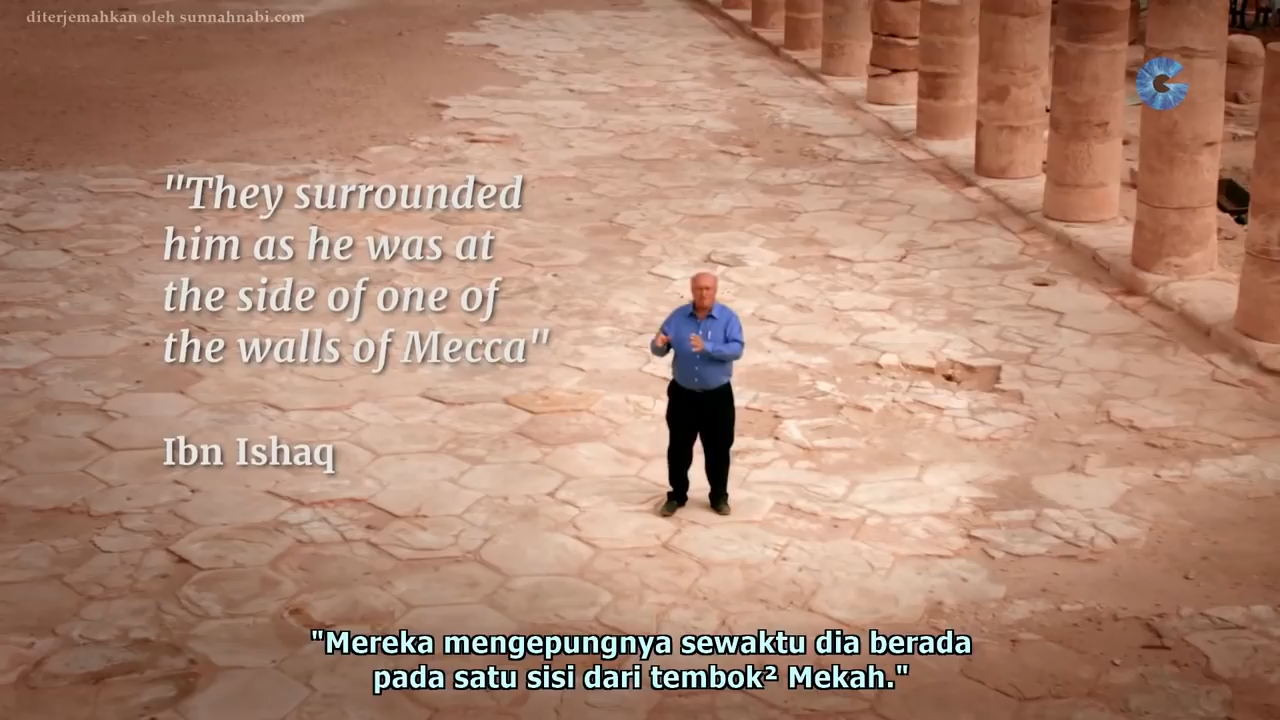 diterjemahkan oleh sunnahnabi.com
"They surrounded
him as he was at
the side of one of
the walls of Mecca"
Ibn Ishaq
"Mereka mengepungnya sewaktu dia berada
pada satu sisi dari tembok² Mekah."